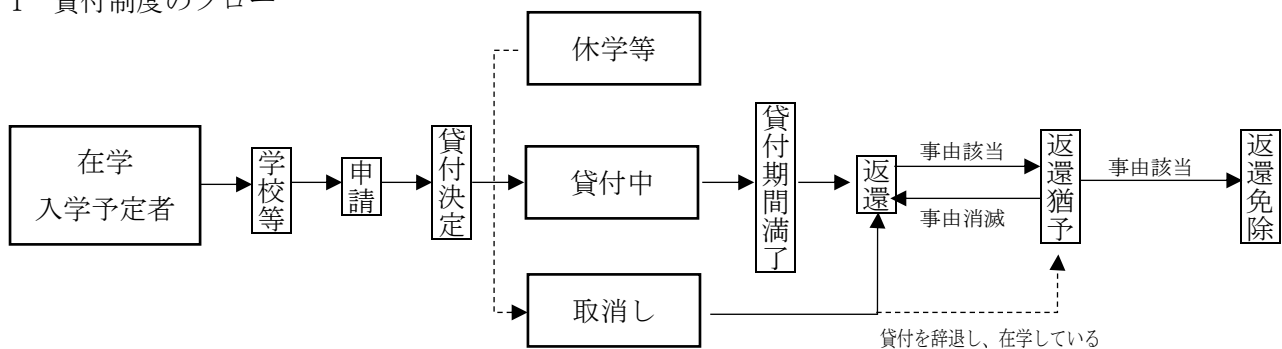 1　貸付制度のフロー
休学等
在学
入学予定者
学校等
申請
貸付決定
貸付中
貸付期間満了
返還
事由該当
事由消滅
返還猶予
事由該当
返還免除
取消し
貸付を辞退し、在学している